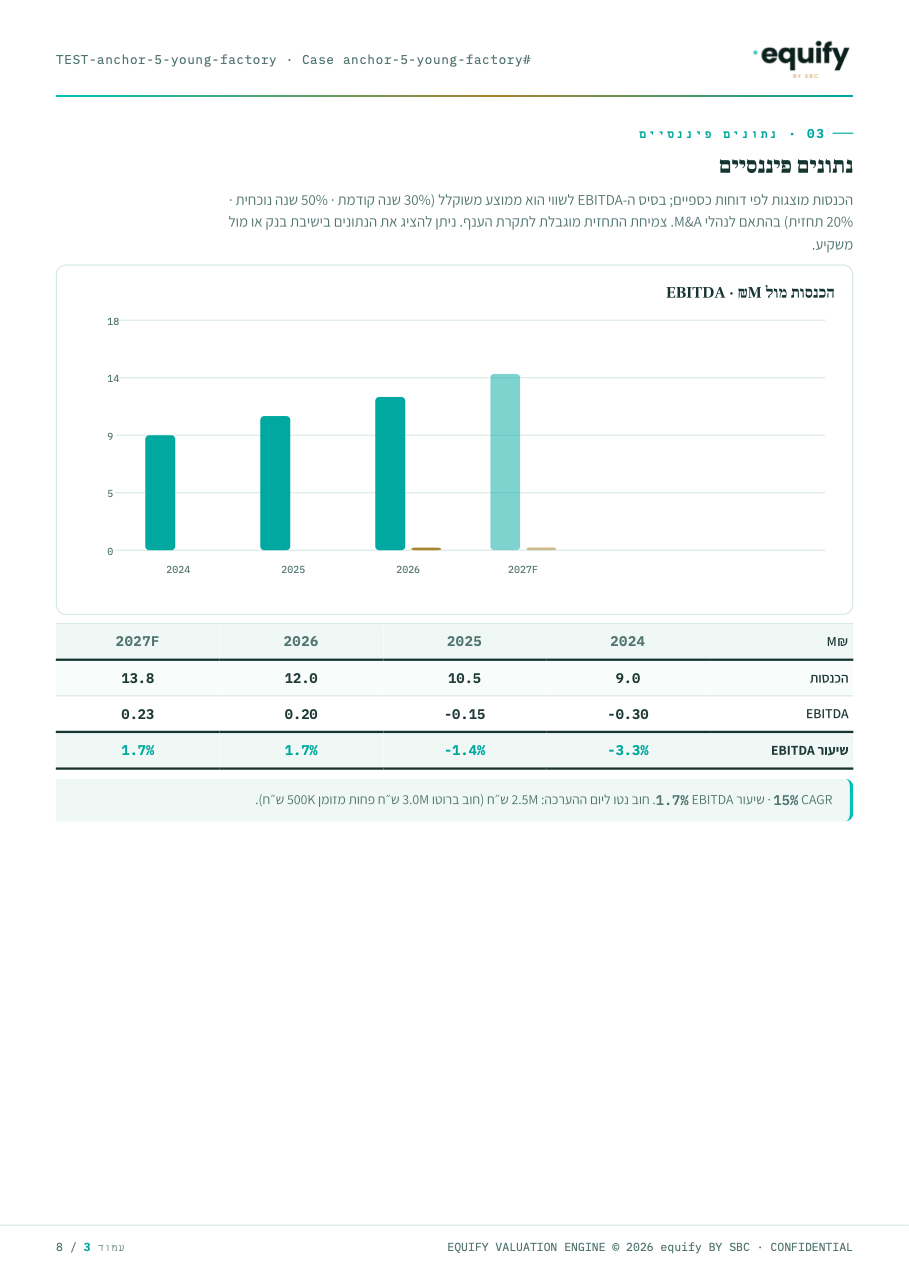 TEST-anchor-5-young-factory · Case anchor-5-young-factory#
equify
BY SBC
03 · נתונים פיננסיים
נתונים פיננסיים
הכנסות מוצגות לפי דוחות כספיים; בסיס ה-EBITDA לשווי הוא ממוצע משוקלל (30% שנה קודמת · 50% שנה נוכחית ·
20% תחזית) בהתאם לנהלי M&A. צמיחת התחזית מוגבלת לתקרת הענף. ניתן להציג את הנתונים בישיבת בנק או מול
משקיע.
הכנסות מול EBITDA · ₪M
18
14
9
5
0
2024 2025 2026 2027F
₪M 2024 2025 2026 2027F
הכנסות 9.0 10.5 12.0 13.8
EBITDA -0.30 -0.15 0.20 0.23
שיעור EBITDA -3.3% -1.4% 1.7% 1.7%
CAGR 15% · שיעור EBITDA 1.7%. חוב נטו ליום ההערכה: 2.5M ש״ח (חוב ברוטו 3.0M ש״ח פחות מזומן 500K ש״ח).
עמוד 3 / 8
EQUIFY VALUATION ENGINE © 2026 equify BY SBC · CONFIDENTIAL